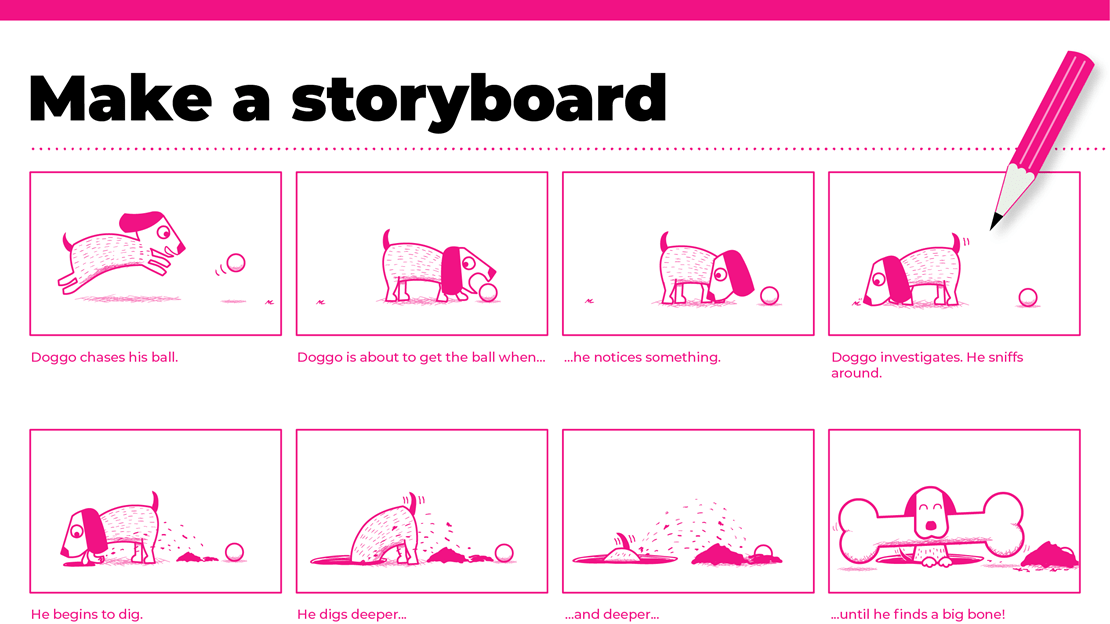 Make a storyboard
Doggo chases his ball.
Doggo is about to get the ball when...
...he notices something.
Doggo investigates. He sniffs
around.
He begins to dig.
He digs deeper...
...and deeper...
...until he finds a big bone!